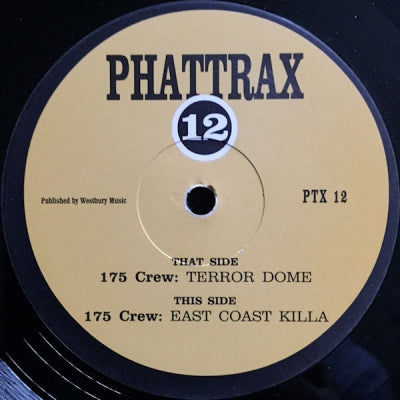 PHATTRAX
12
Published by Westbury Music
PTX 12
THAT SIDE
175 Crew: TERROR DOME
THIS SIDE
175 Crew: EAST COAST KILLA